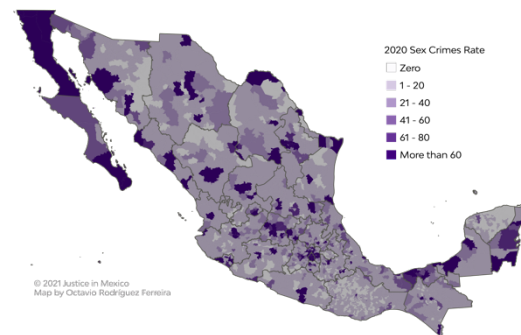 2020 Sex Crimes Rate
Zero
1 - 20
21 - 40
41 - 60
61 - 80
More than 60
© 2021 Justice in Mexico
Map by Octavio Rodríguez Ferreira